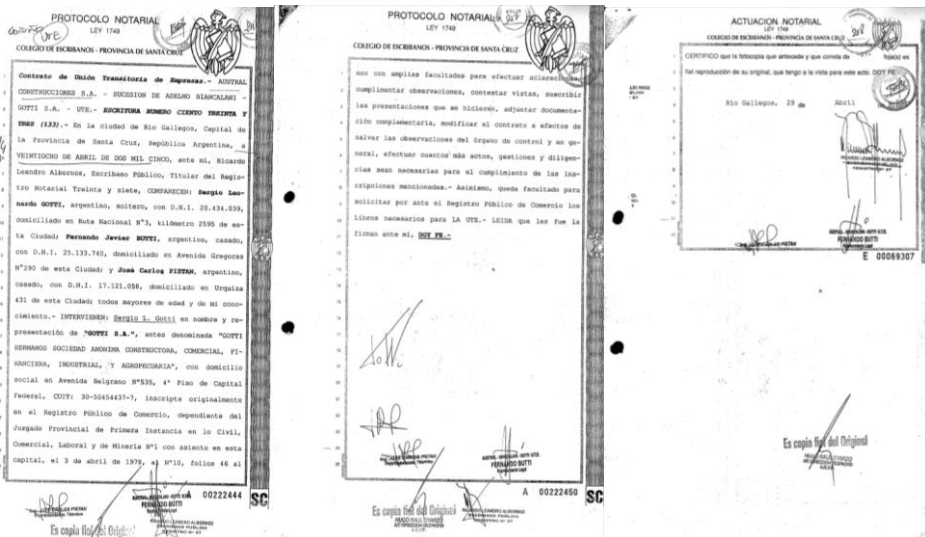 PROTOCOLO NOTARIAL
LEY 1749
UTE
COLEGIO DE ESCRIBANOS - PROVINCIA DE SANTA CRUZ
Contrato de Unión Transitoria de Empresas.- AUSTRAL
CONSTRUCCIONES S.A. - SUCESION DE ADELMO BIANCALANI -
GOTTI S.A. - UTE.- ESCRITURA NUMERO CIENTO TREINTA Y
TRES (133).- En la ciudad de Río Gallegos, Capital de
la Provincia de Santa Cruz, República Argentina, a
VEINTIOCHO DE ABRIL DE DOS MIL CINCO, ante mí, Ricardo
Leandro Albornos, Escribano Público, Titular del Regis-
tro Notarial Treinta y siete, COMPARECEN: Sergio Leo-
nardo GOTTI, argentino, soltero, con D.N.I. 20.434.039,
domiciliado en Ruta Nacional N°3, kilómetro 2595 de es-
ta Ciudad; Fernando Javier BUTTI, argentino, casado,
con D.N.I. 25.133.740, domiciliado en Avenida Gregores
N°290 de esta Ciudad; y José Carlos PISTAN, argentino,
casado, con D.N.I. 17.121.058, domiciliado en Urquiza
431 de esta Ciudad; todos mayores de edad y de mi cono-
cimiento.- INTERVIENEN: Sergio L. Gotti en nombre y re-
presentación de "GOTTI S.A.", antes denominada "GOTTI
HERMANOS SOCIEDAD ANONIMA CONSTRUCTORA, COMERCIAL, FI-
NANCIERA, INDUSTRIAL, Y AGROPECUARIA", con domicilio
social en Avenida Belgrano N°535, 4° Piso de Capital
Federal, CUIT: 30-50454437-7, inscripta originalmente
en el Registro Público de Comercio, dependiente del
Juzgado Provincial de Primera Instancia en lo Civil,
Comercial, Laboral y de Minería N°1 con asiento en esta
capital, el 3 de abril de 1978, al N°10, folios 46 al
A 00222444
SC
FERNANDO BUTTI
RICARDO LEANDRO ALBORNOZ
ESCRIBANO PUBLICO
REGISTRO N° 37
Es copia fiel del Original
PROTOCOLO NOTARIAL
LEY 1749
COLEGIO DE ESCRIBANOS - PROVINCIA DE SANTA CRUZ
sos con amplias facultades para efectuar aclaraciones,
cumplimentar observaciones, contestar vistas, suscribir
las presentaciones que se hicieren, adjuntar documenta-
ción complementaria, modificar el contrato a efectos de
salvar las observaciones del órgano de control y en ge-
neral, efectuar cuantos más actos, gestiones y diligen-
cias sean necesarias para el cumplimiento de las ins-
cripciones mencionadas.- Asimismo, queda facultado para
solicitar por ante el Registro Público de Comercio los
Libros necesarios para LA UTE.- LEIDA que les fue la
firman ante mí, DOY FE.-
FERNANDO BUTTI
A 00222450
SC
Es copia fiel del Original
ACTUACION NOTARIAL
LEY 1749
COLEGIO DE ESCRIBANOS - PROVINCIA DE SANTA CRUZ
CERTIFICO que la fotocopia que antecede y que consta de hoja(s) es
fiel reproducción de su original, que tengo a la vista para este acto. DOY FE
Río Gallegos, 29 de Abril
RICARDO LEANDRO ALBORNOZ
FERNANDO BUTTI
E 00069307
Es copia fiel del Original